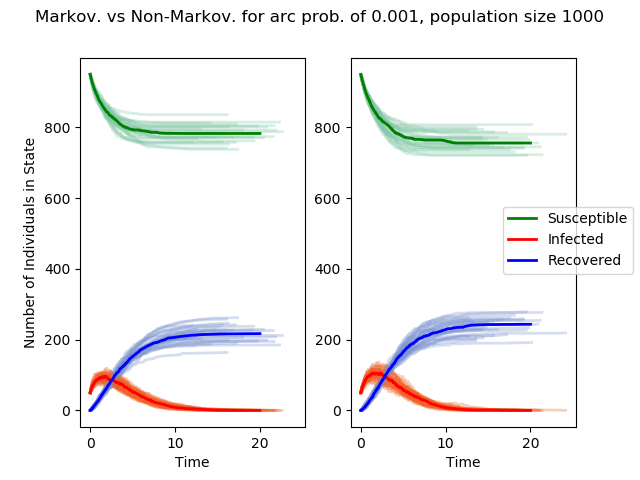 Markov. vs Non-Markov. for arc prob. of 0.001, population size 1000
Number of Individuals in State
800
600
400
200
0
0
10
20
Time
800
600
400
200
0
0
10
20
Time
Susceptible
Infected
Recovered